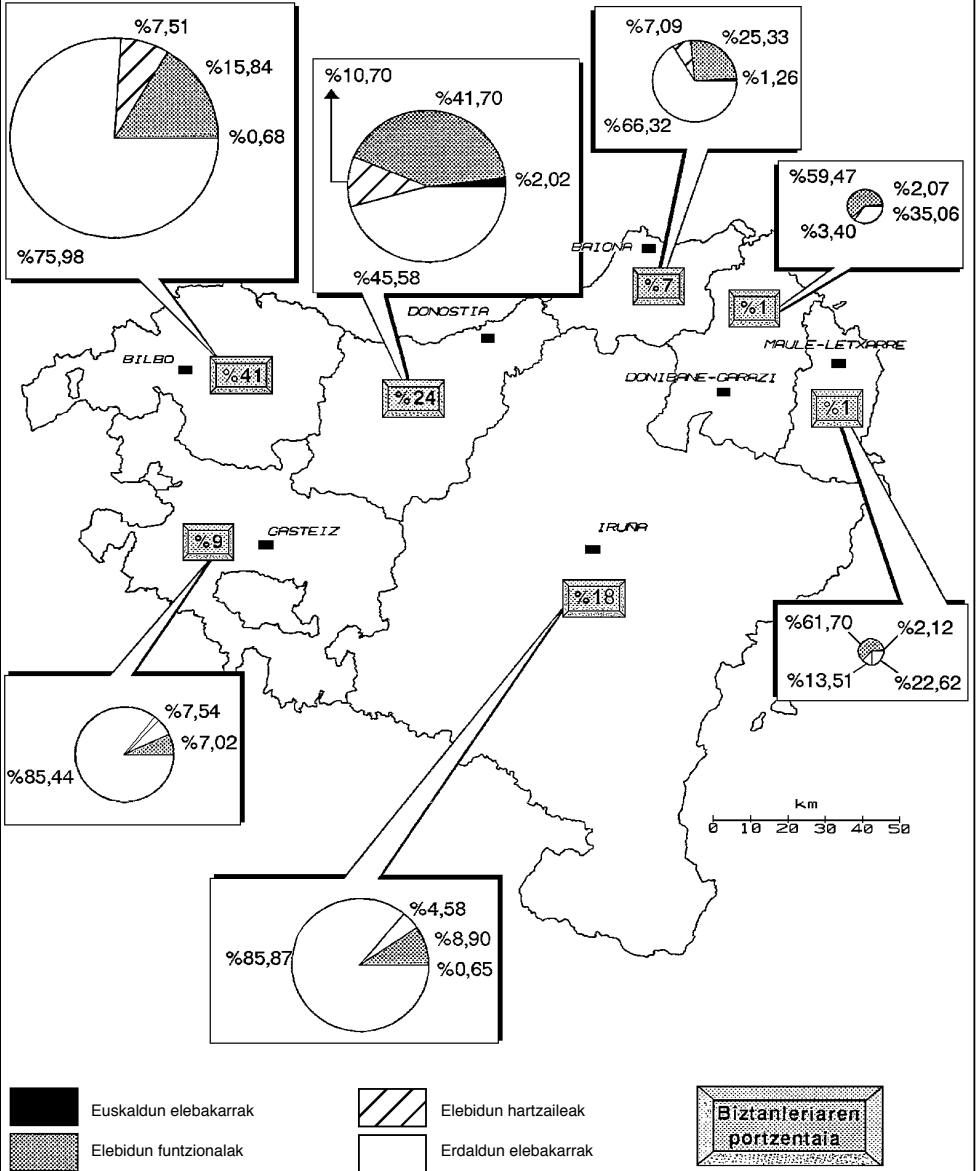 %7,51
%15,84
%0,68
%75,98
%10,70
%41,70
%2,02
%45,58
%7,09
%25,33
%1,26
%66,32
%59,47
%2,07
%35,06
%3,40
BAIONA
%7
%1
DONOSTIA
MAULE-LETXARRE
BILBO
%41
%24
DONIBANE-GARAZI
%1
GASTEIZ
%9
IRUÑA
%18
%61,70
%2,12
%13,51
%22,62
%7,54
%7,02
%85,44
km
0 10 20 30 40 50
%4,58
%8,90
%85,87
%0,65
Euskaldun elebakarrak
Elebidun hartzaileak
Elebidun funtzionalak
Erdaldun elebakarrak
Biztanleriaren
portzentaia